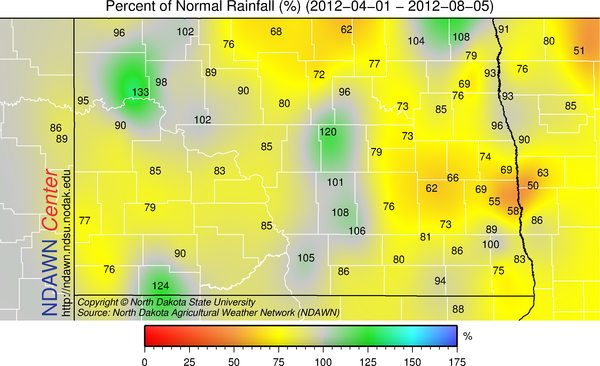 Percent of Normal Rainfall (%) (2012−04−01 − 2012−08−05)
96 102 76 68 62 104 108 91 80 51
79
77
89 72 93 76
133 98 90 96 69
76 93
95 80 73 85 85
90 102 96
86 120 73
89 85 79 74 90
85 83 66 69 63
101 62 69 50
79 108 76 55 58
77 85 106 73 86
81 89
90 105 80 86 100 83
76 86 75
124 94
88
NDAWN Center
http://ndawn.ndsu.nodak.edu
Copyright © North Dakota State University
Source: North Dakota Agricultural Weather Network (NDAWN)
%
0 25 50 75 100 125 150 175